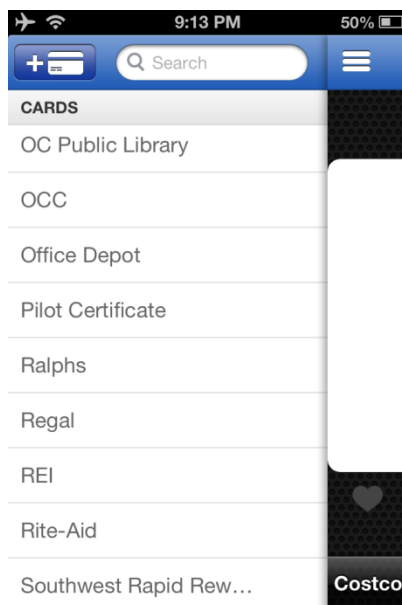 9:13 PM
50%
+
Search
CARDS
OC Public Library
OCC
Office Depot
Pilot Certificate
Ralphs
Regal
REI
Rite-Aid
Southwest Rapid Rew…
Costco